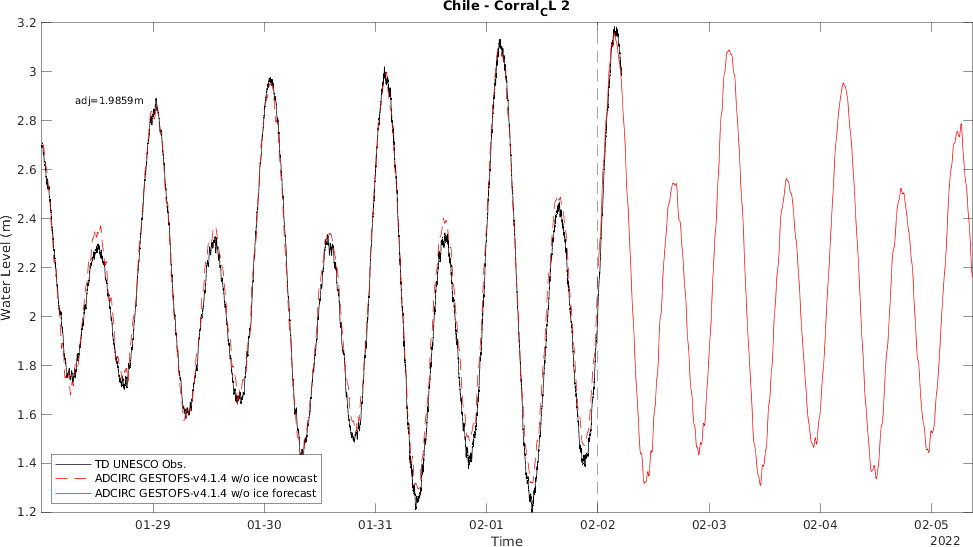 Chile - CorralCL 2
3.2
3
2.8
2.6
2.4
2.2
2
1.8
1.6
1.4
1.2
Water Level (m)
adj=1.9859m
TD UNESCO Obs.
ADCIRC GESTOFS-v4.1.4 w/o ice nowcast
ADCIRC GESTOFS-v4.1.4 w/o ice forecast
01-29 01-30 01-31 02-01 02-02 02-03 02-04 02-05
Time 2022